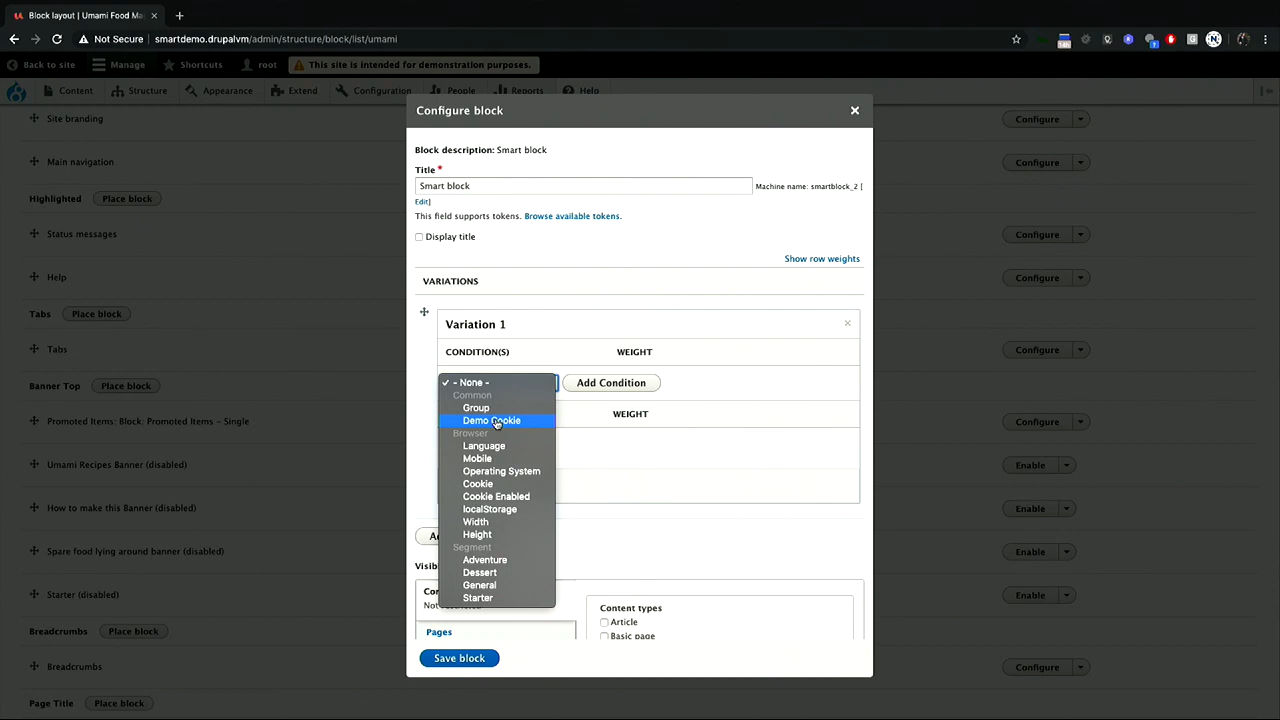 Block layout | Umami Food Ma
Not Secure | smartdemo.drupalvm/admin/structure/block/list/umami
Back to site Manage Shortcuts root This site is intended for demonstration purposes.
Content Structure Appearance Extend Configuration People Reports Help
Configure block
Site branding Configure
Main navigation Configure
Highlighted Place block
Status messages Configure
Help Configure
Tabs Place block
Tabs Configure
Banner Top Place block
Promoted Items: Block: Promoted Items - Single Configure
Umami Recipes Banner (disabled) Enable
How to make this Banner (disabled) Enable
Spare food lying around banner (disabled) Enable
Starter (disabled) Enable
Breadcrumbs Place block
Breadcrumbs Configure
Page Title Place block
Block description: Smart block
Title *
Smart block Machine name: smartblock_2 [
Edit]
This field supports tokens. Browse available tokens.
Display title
Show row weights
VARIATIONS
Variation 1
CONDITION(S) WEIGHT
✓ - None - Add Condition
Common
Group WEIGHT
Demo Cookie
Browser
Language
Mobile
Operating System
Cookie
Cookie Enabled
localStorage
Width
Height
Segment
Adventure
Dessert
General
Starter
Content types
Article
Basic page
Pages
Save block